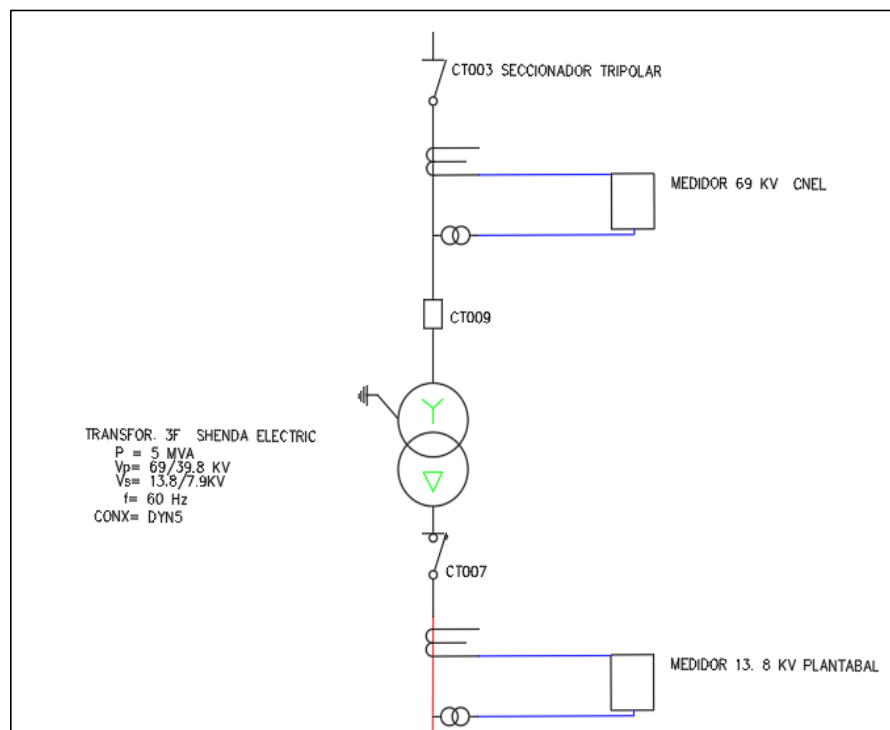 CT003 SECCIONADOR TRIPOLAR
MEDIDOR 69 KV CNEL
CT009
TRANSFOR. 3F SHENDA ELECTRIC
P = 5 MVA
Vp= 69/39.8 KV
Vs= 13.8/7.9KV
f= 60 Hz
CONX= DYN5
CT007
MEDIDOR 13. 8 KV PLANTABAL